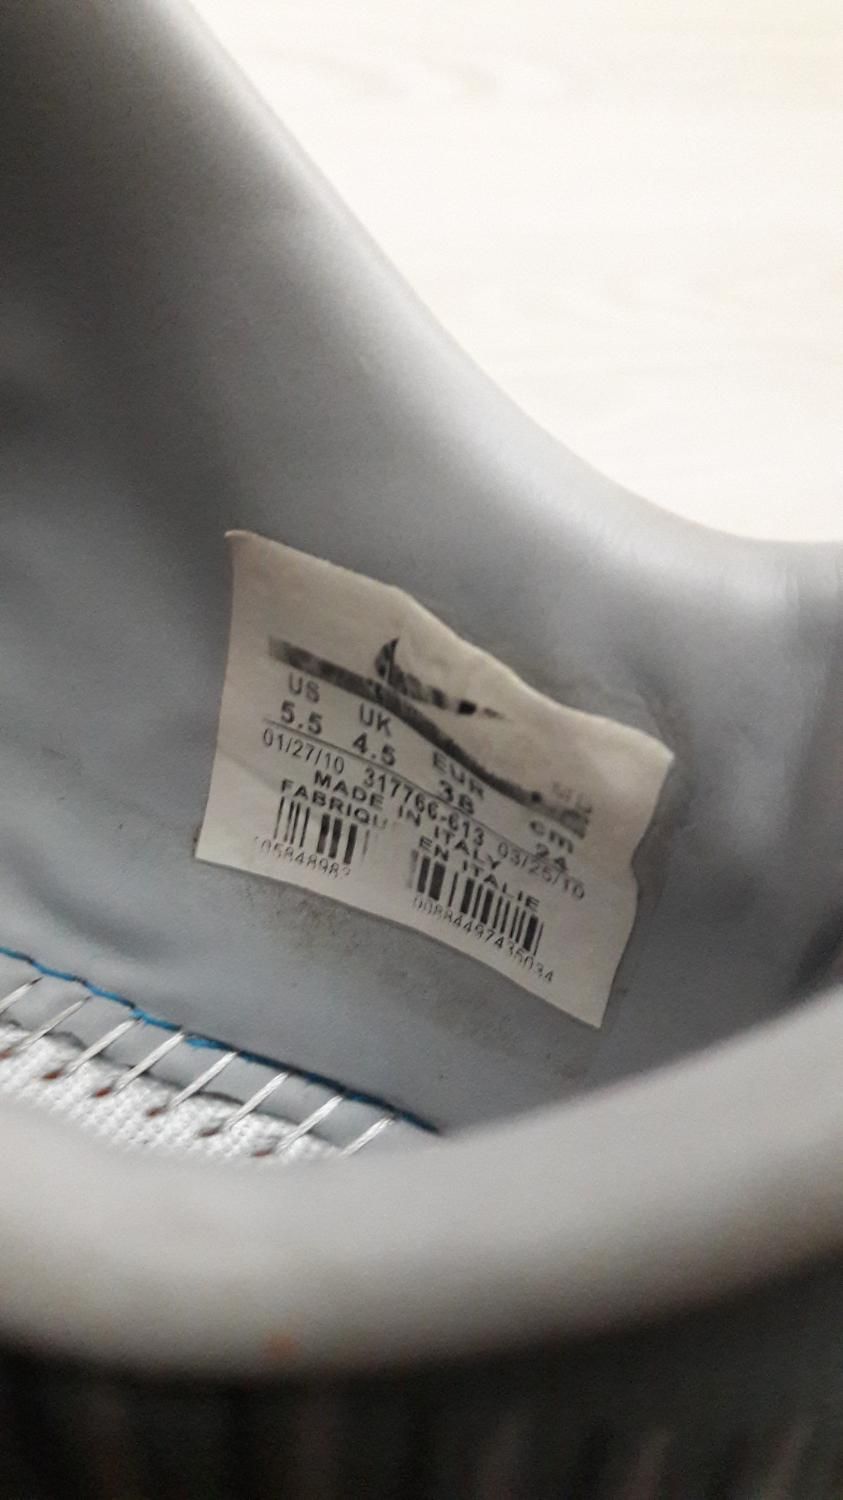 US UK EUR cm
5.5 4.5 38 24
01/27/10 317766-613 03/25/10
MADE IN ITALY
FABRIQU EN ITALIE
00884497435034